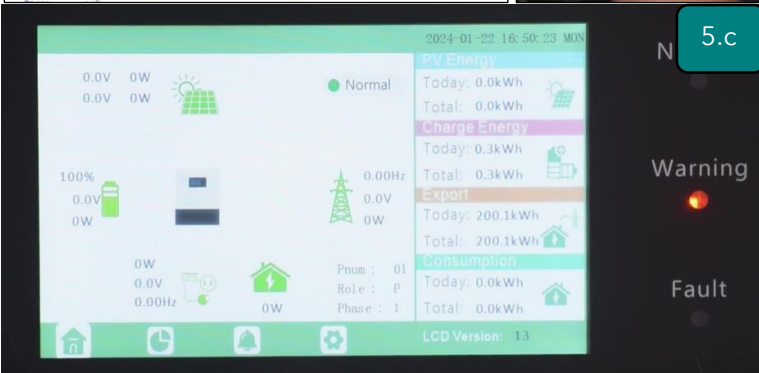 5.c
2024-01-22 16:50:23 MON
0.0V 0W
0.0V 0W
Normal
100%
0.0V
0W
0.00Hz
0.0V
0W
0W
0.0V
0.00Hz
0W
Pnum : 01
Role : P
Phase : I
PV Energy
Today: 0.0kWh
Total: 0.0kWh
Charge Energy
Today: 0.3kWh
Total: 0.3kWh
Export
Today: 200.1kWh
Total: 200.1kWh
Consumption
Today: 0.0kWh
Total: 0.0kWh
LCD Version: 13
N
Warning
Fault